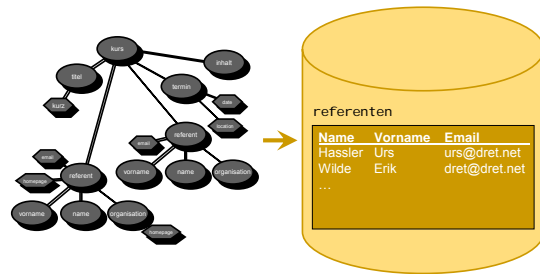 kurs
inhalt
titel
termin
kurz
date
location
referent
email
vorname
name
organisation
email
referent
homepage
vorname
name
organisation
homepage
referenten
Name Vorname Email
Hassler Urs urs@dret.net
Wilde Erik dret@dret.net
…